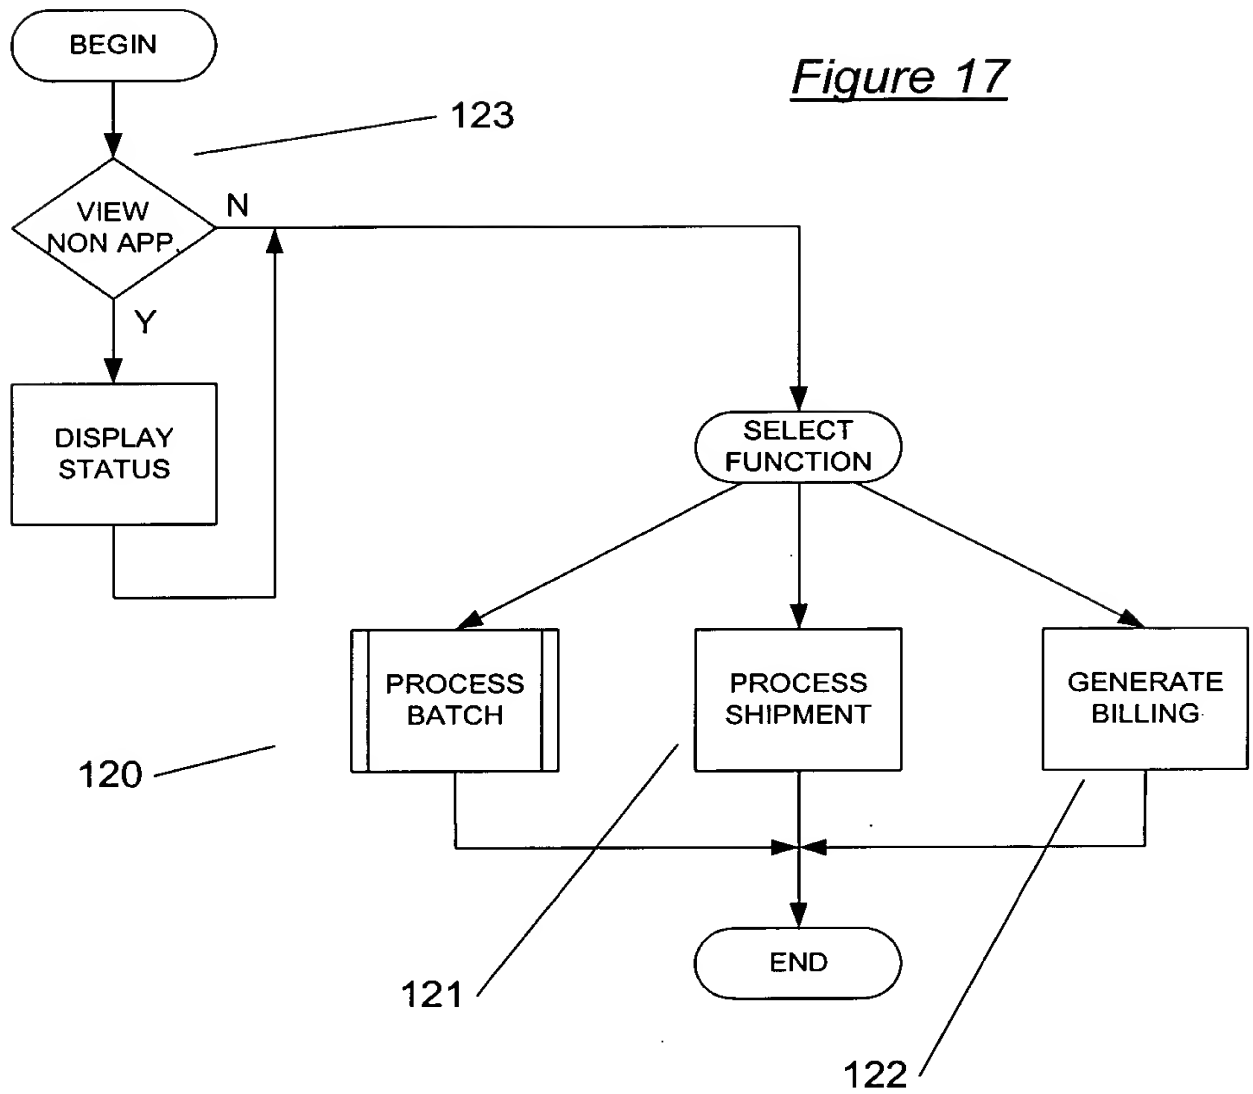 BEGIN
Figure 17
123
VIEW
NON APP.
N
Y
DISPLAY
STATUS
SELECT
FUNCTION
PROCESS
BATCH
PROCESS
SHIPMENT
GENERATE
BILLING
120
END
121
122